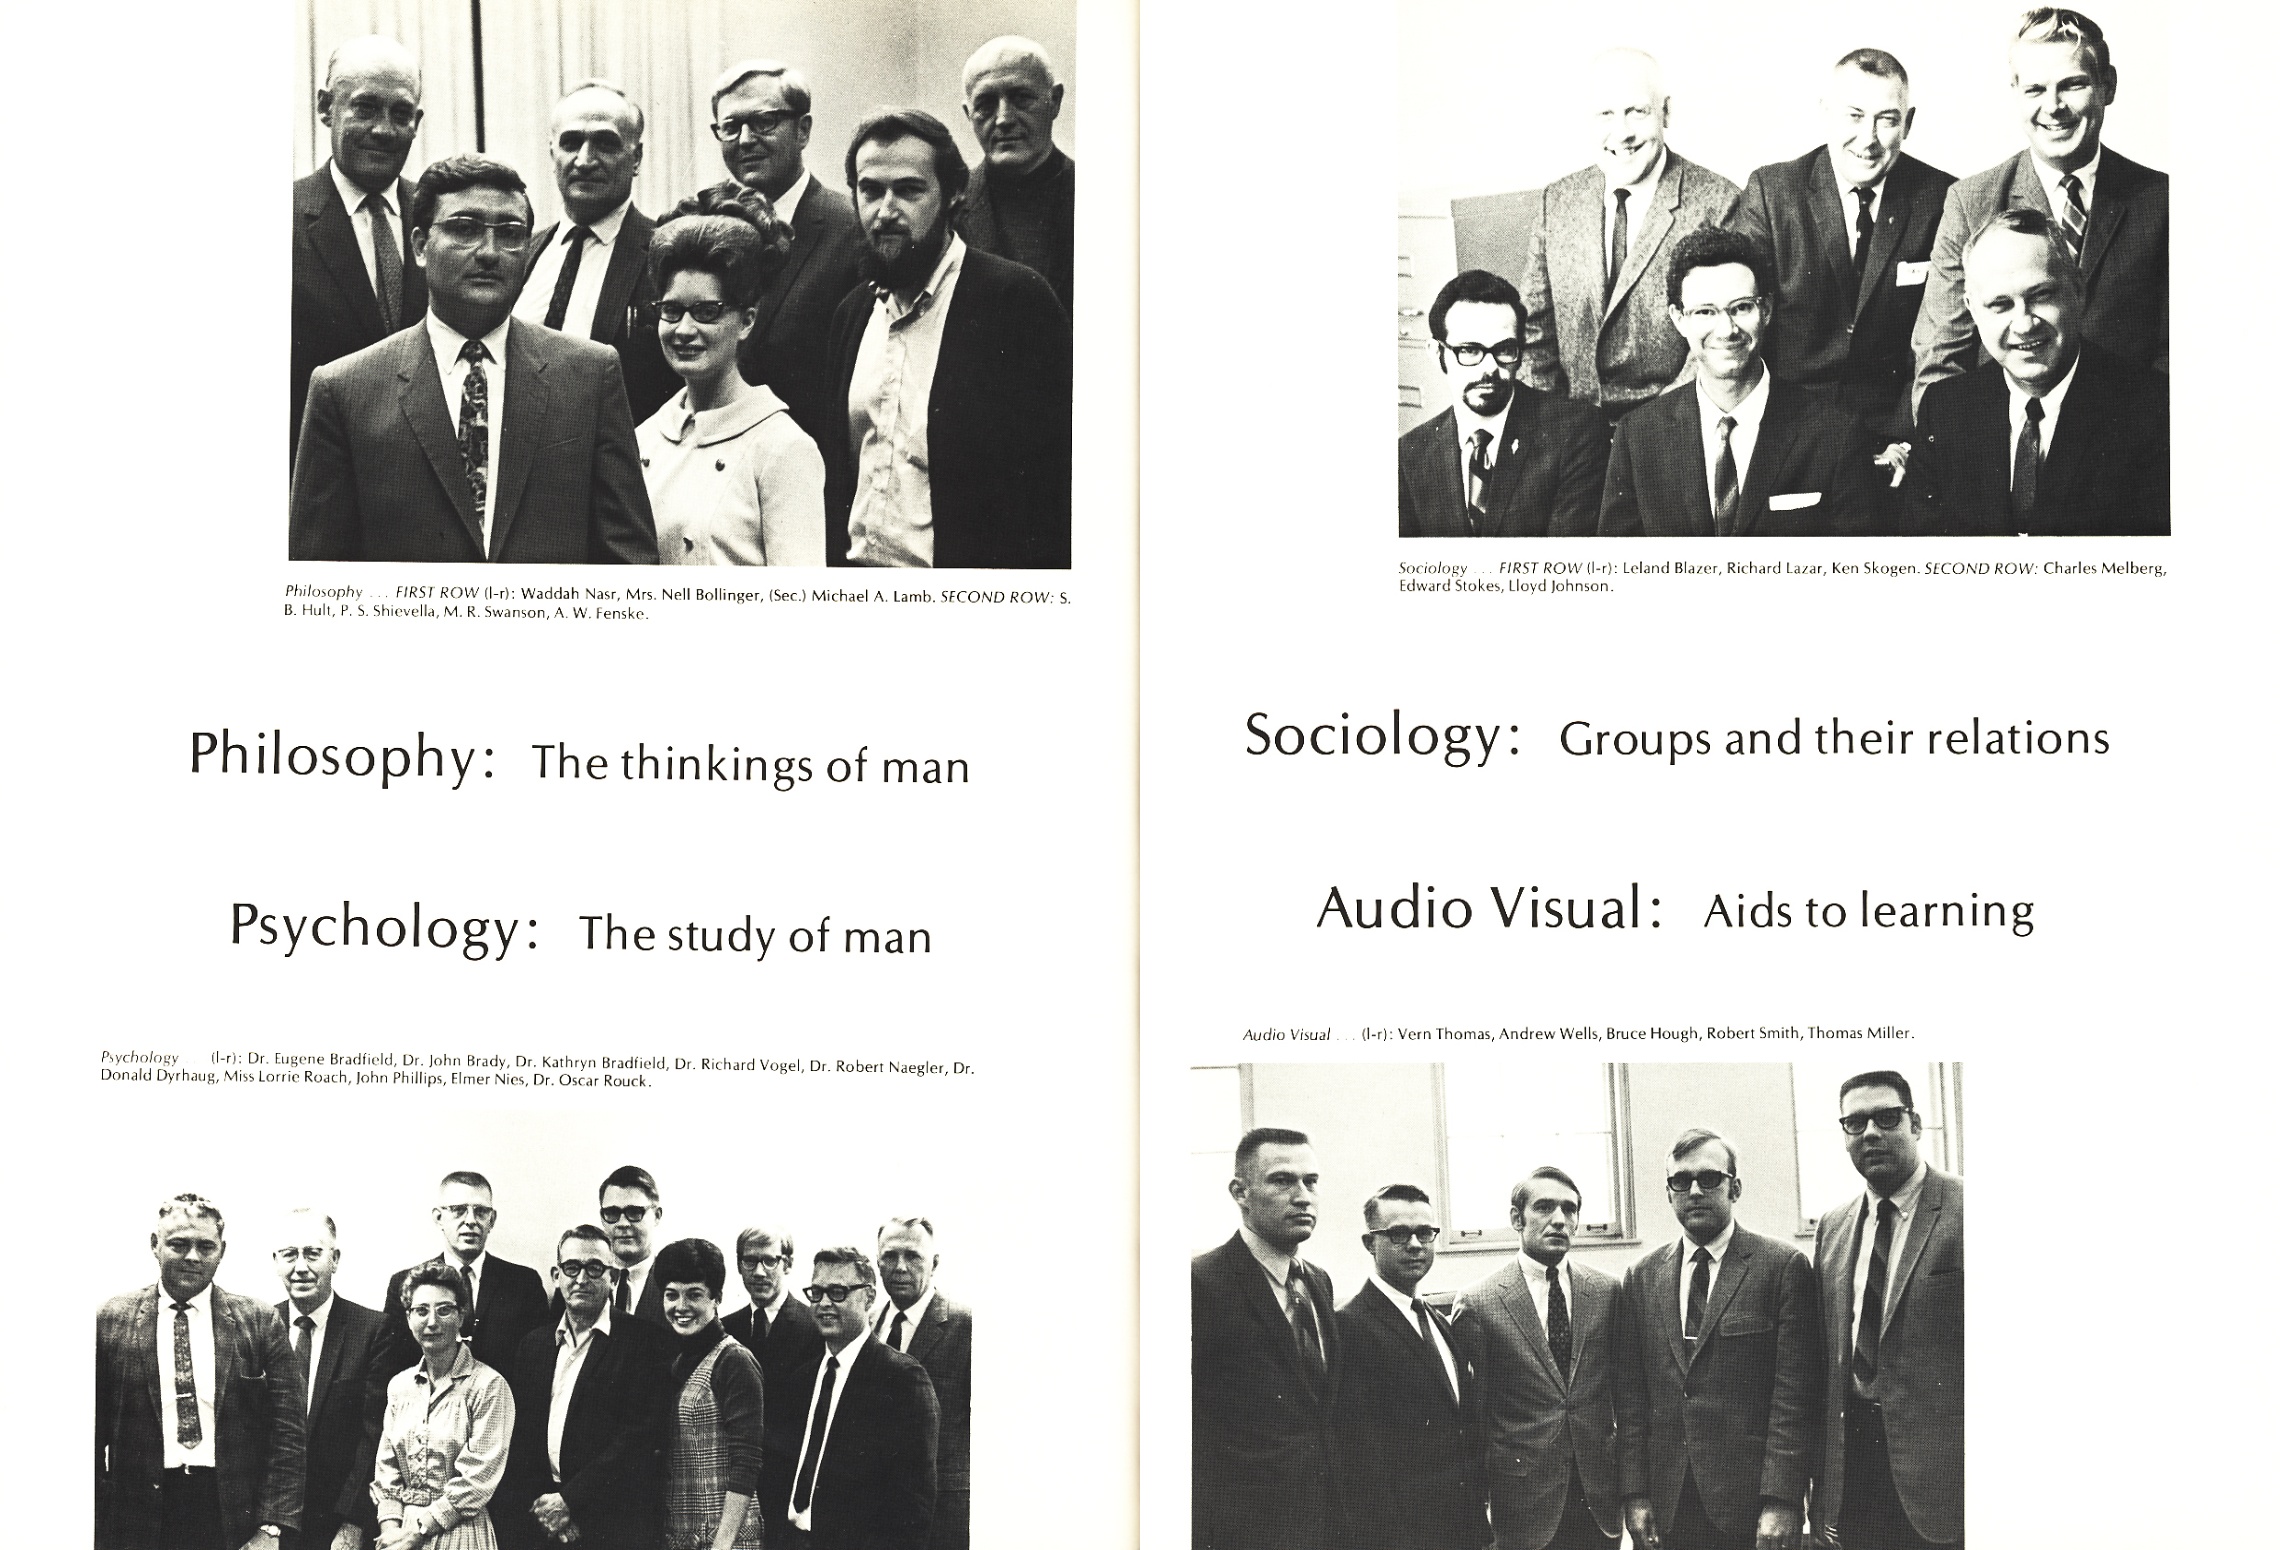 Philosophy ... FIRST ROW (l-r): Waddah Nasr, Mrs. Nell Bollinger, (Sec.) Michael A. Lamb. SECOND ROW: S.
B. Hult, P. S. Shievella, M. R. Swanson, A. W. Fenske.
Philosophy: The thinkings of man
Psychology: The study of man
Psychology ... (l-r): Dr. Eugene Bradfield, Dr. John Brady, Dr. Kathryn Bradfield, Dr. Richard Vogel, Dr. Robert Naegler, Dr.
Donald Dyrhaug, Miss Lorrie Roach, John Phillips, Elmer Nies, Dr. Oscar Rouck.
Sociology ... FIRST ROW (l-r): Leland Blazer, Richard Lazar, Ken Skogen. SECOND ROW: Charles Melberg,
Edward Stokes, Lloyd Johnson.
Sociology: Groups and their relations
Audio Visual: Aids to learning
Audio Visual ... (l-r): Vern Thomas, Andrew Wells, Bruce Hough, Robert Smith, Thomas Miller.